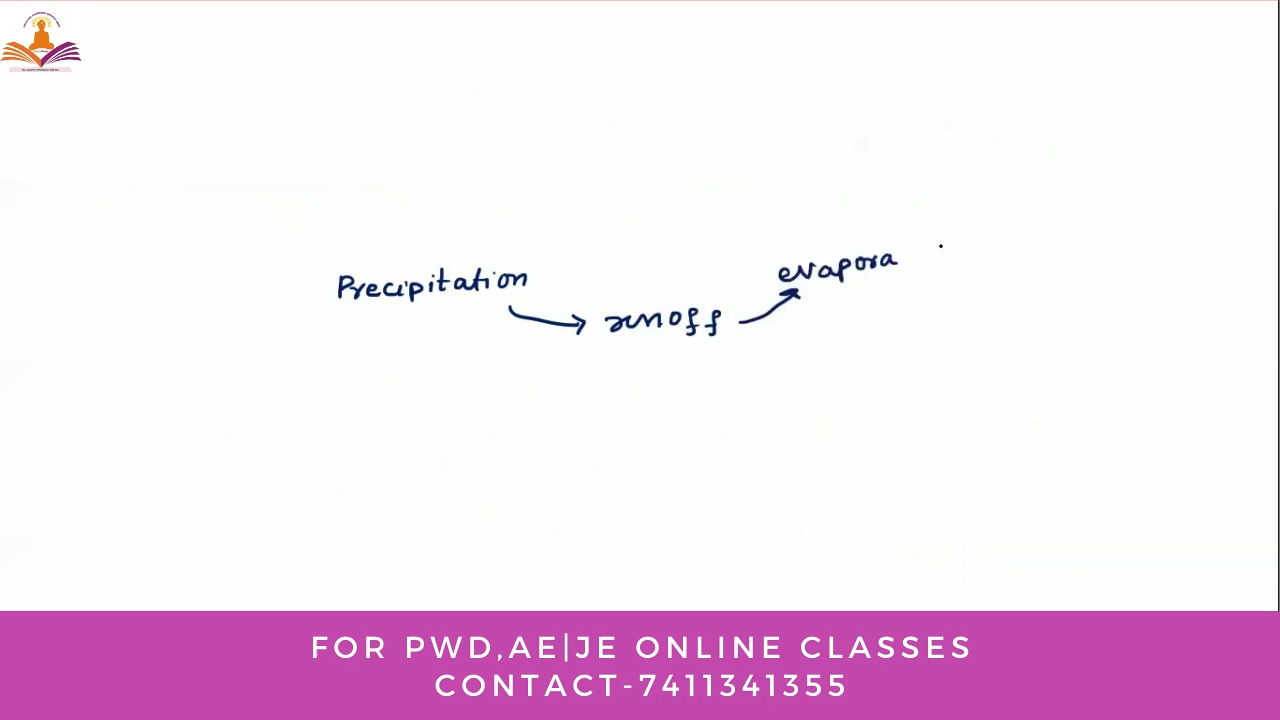 Precipitation
runoff
evapora
FOR PWD,AE|JE ONLINE CLASSES
CONTACT-7411341355